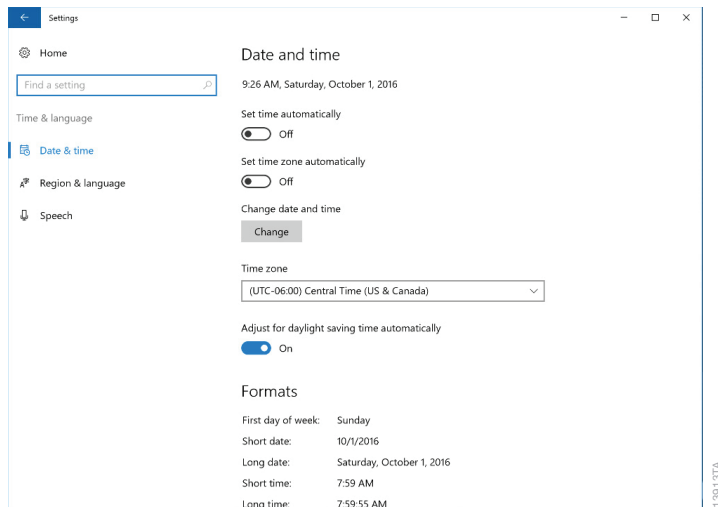 Settings
Home
Find a setting
Time & language
Date & time
Region & language
Speech
Date and time
9:26 AM, Saturday, October 1, 2016
Set time automatically
Off
Set time zone automatically
Off
Change date and time
Change
Time zone
(UTC-06:00) Central Time (US & Canada)
Adjust for daylight saving time automatically
On
Formats
First day of week: Sunday
Short date: 10/1/2016
Long date: Saturday, October 1, 2016
Short time: 7:59 AM
Long time: 7:59:55 AM
13913TA